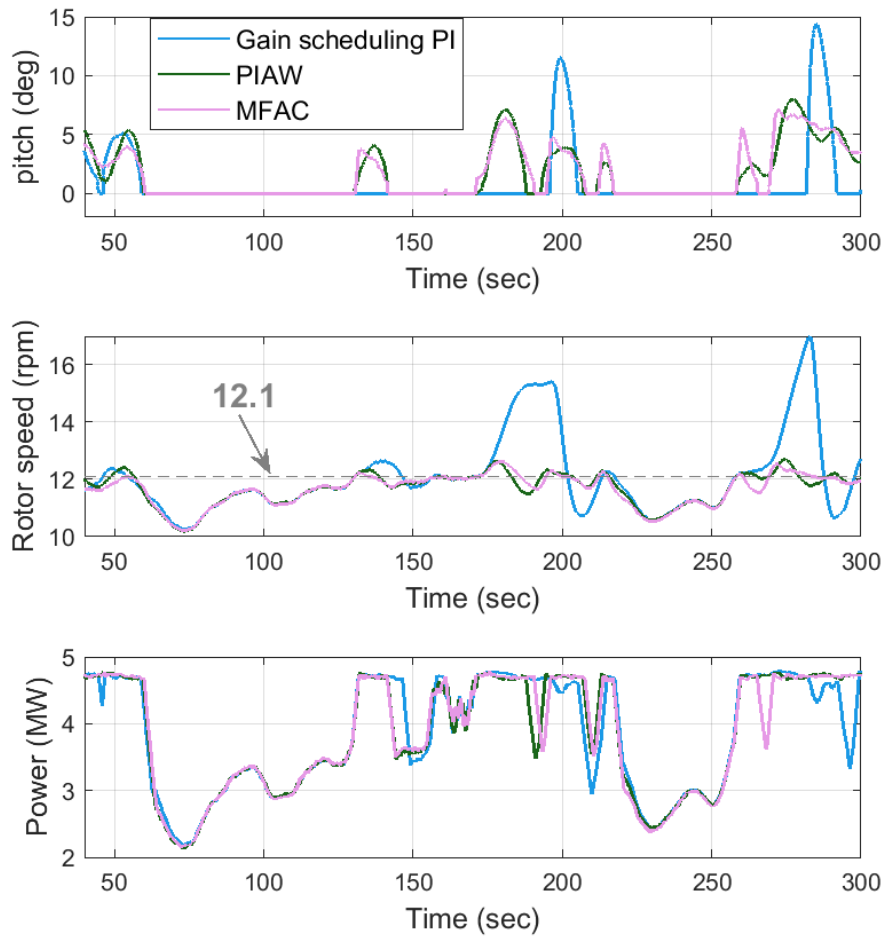 15
10
5
0
pitch (deg)
Gain scheduling PI
PIAW
MFAC
50 100 150 200 250 300
Time (sec)
16
14
12
10
Rotor speed (rpm)
12.1
50 100 150 200 250 300
Time (sec)
5
4
3
2
Power (MW)
50 100 150 200 250 300
Time (sec)